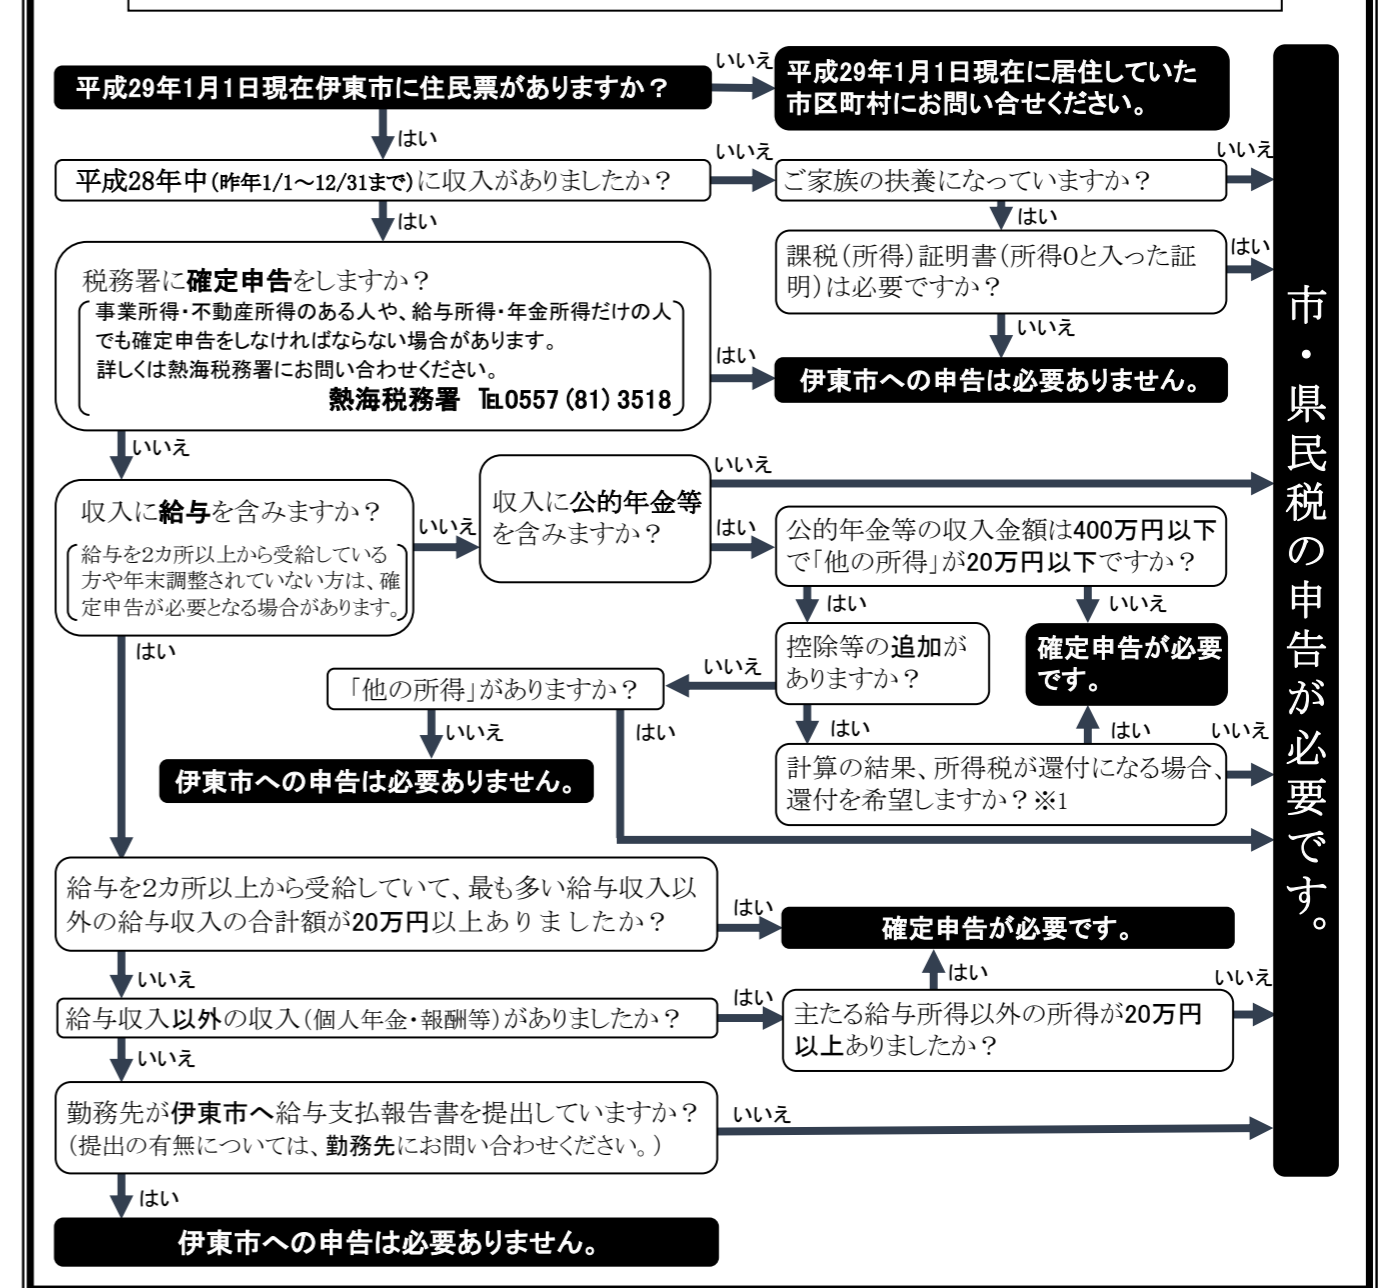 平成29年1月1日現在伊東市に住民票がありますか？
いいえ
平成29年1月1日現在に居住していた
市区町村にお問い合せください。
はい
平成28年中(昨年1/1～12/31まで)に収入がありましたか？
いいえ
ご家族の扶養になっていますか？
いいえ
はい
はい
課税(所得)証明書(所得0と入った証
明)は必要ですか？
はい
いいえ
税務署に確定申告をしますか？
事業所得・不動産所得のある人や、給与所得・年金所得だけの人
でも確定申告をしなければならない場合があります。
詳しくは熱海税務署にお問い合わせください。
熱海税務署 ℡0557(81)3518
はい
伊東市への申告は必要ありません。
いいえ
収入に給与を含みますか？
給与を2カ所以上から受給している
方や年末調整されていない方は、確
定申告が必要となる場合があります。
いいえ
収入に公的年金等
を含みますか？
いいえ
はい
公的年金等の収入金額は400万円以下
で「他の所得」が20万円以下ですか？
はい
いいえ
控除等の追加が
ありますか？
確定申告が必要
です。
いいえ
「他の所得」がありますか？
いいえ
はい
伊東市への申告は必要ありません。
はい
はい
いいえ
計算の結果、所得税が還付になる場合、
還付を希望しますか？※1
はい
給与を2カ所以上から受給していて、最も多い給与収入以
外の給与収入の合計額が20万円以上ありましたか？
はい
確定申告が必要です。
いいえ
給与収入以外の収入(個人年金・報酬等)がありましたか？
はい
はい
主たる給与所得以外の所得が20万円
以上ありましたか？
いいえ
いいえ
勤務先が伊東市へ給与支払報告書を提出していますか？
(提出の有無については、勤務先にお問い合わせください。)
いいえ
はい
伊東市への申告は必要ありません。
市・県民税の申告が必要です。